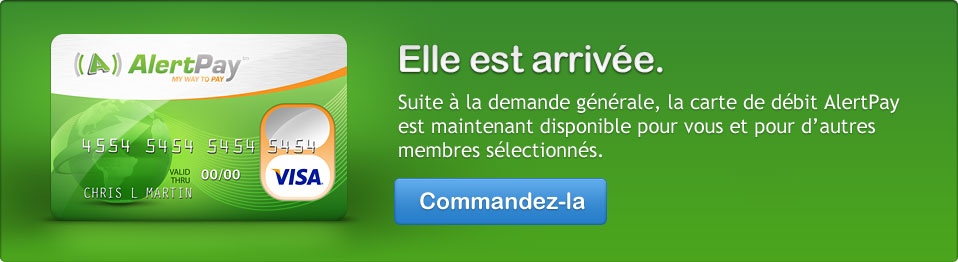 AlertPay
MY WAY TO PAY
4554 5454 5454 5454
VALID
THRU 00/00
CHRIS L MARTIN
VISA
Elle est arrivée.
Suite à la demande générale, la carte de débit AlertPay
est maintenant disponible pour vous et pour d’autres
membres sélectionnés.
Commandez-la